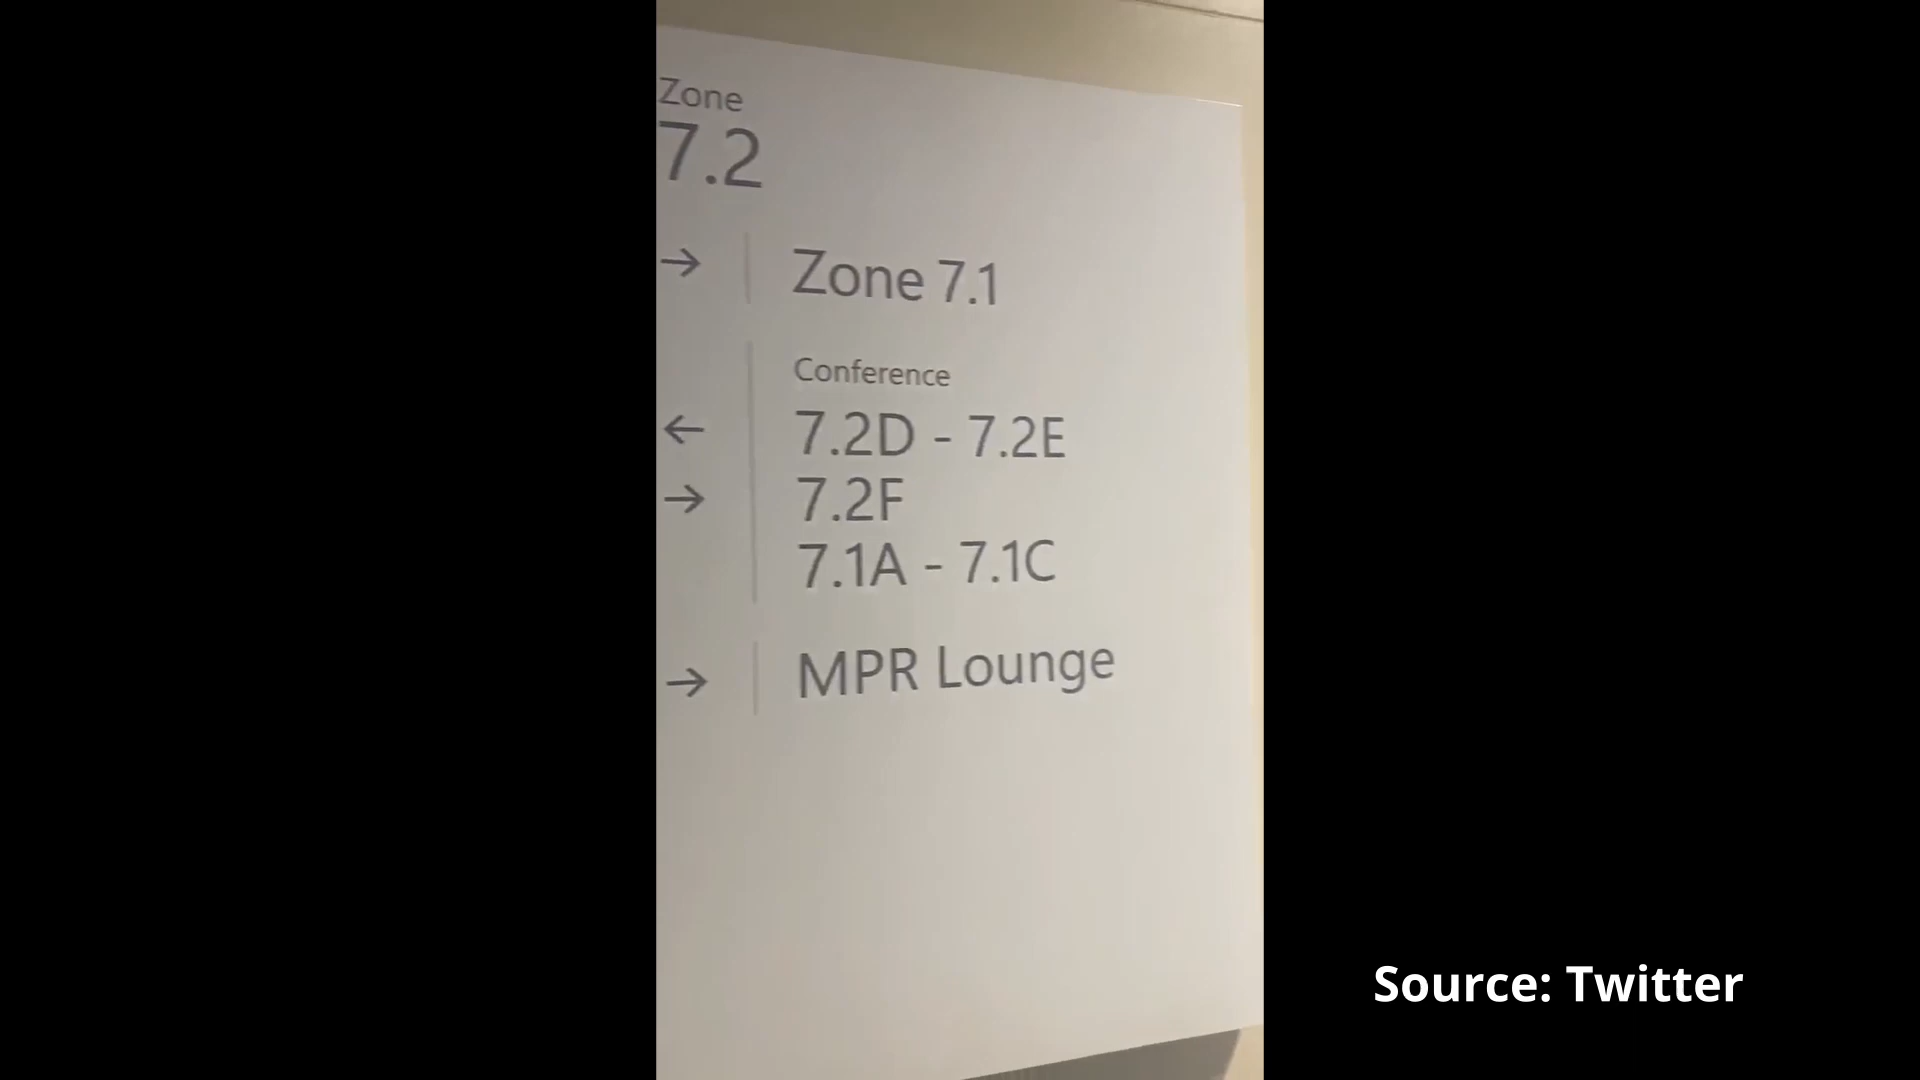 Zone
7.2
→ Zone 7.1
Conference
← 7.2D - 7.2E
→ 7.2F
7.1A - 7.1C
→ MPR Lounge
Source: Twitter